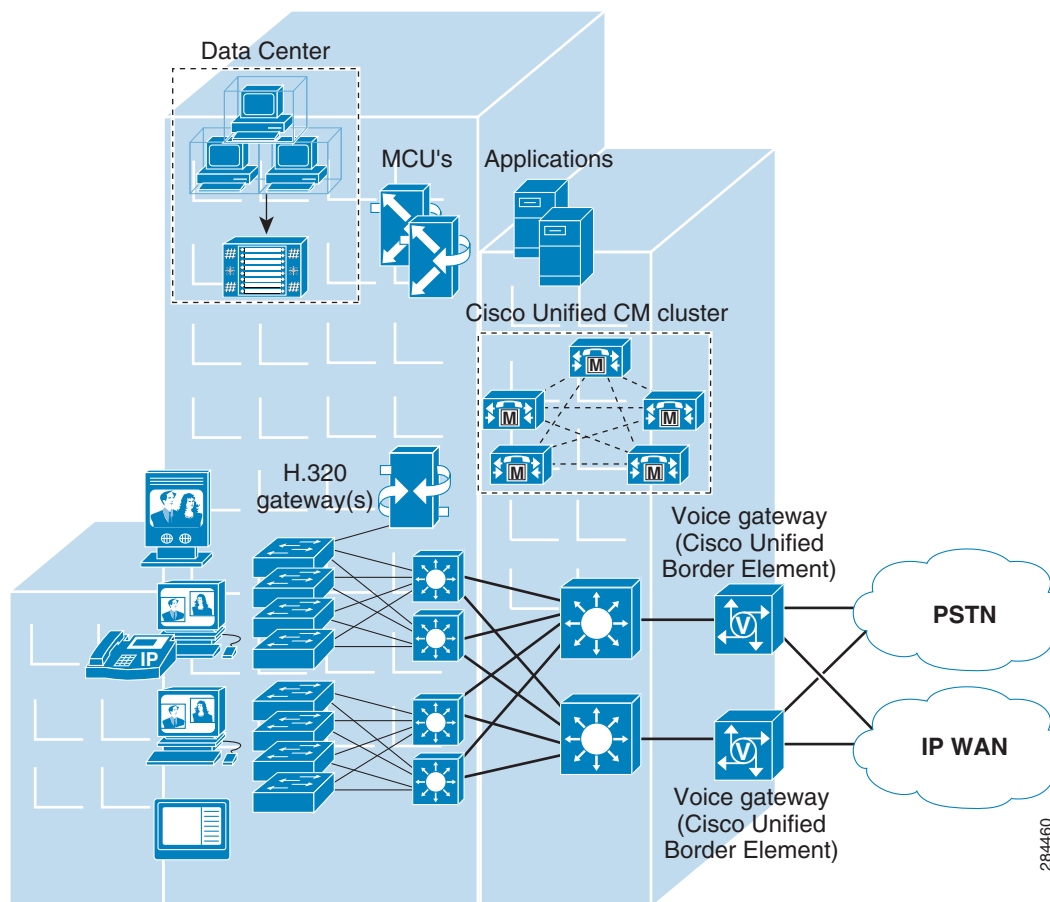 Data Center
MCU's
Applications
Cisco Unified CM cluster
M
M
M
M
M
H.320
gateway(s)
Voice gateway
(Cisco Unified
Border Element)
V
PSTN
IP
V
IP WAN
Voice gateway
(Cisco Unified
Border Element)
284460